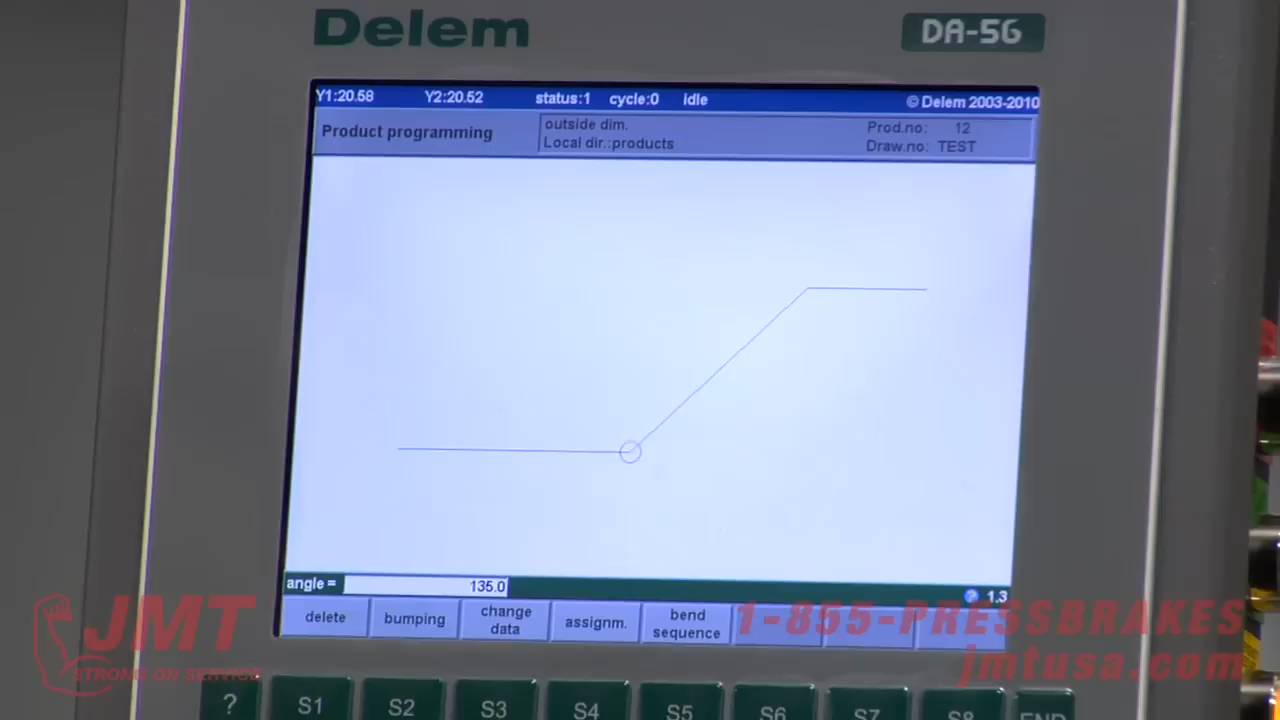 Delem
DA-56
Y1:20.58 Y2:20.52 status:1 cycle:0 idle © Delem 2003-2010
Product programming
outside dim.
Local dir.:products
Prod.no: 12
Draw.no: TEST
angle = 135.0
1.3
delete
bumping
change
data
assignm.
bend
sequence
JMT
STRONG ON SERVICE
1-855-PRESSBRAKES
jmtusa.com
? S1 S2 S3 S4 S5 S6 S7 S8 END